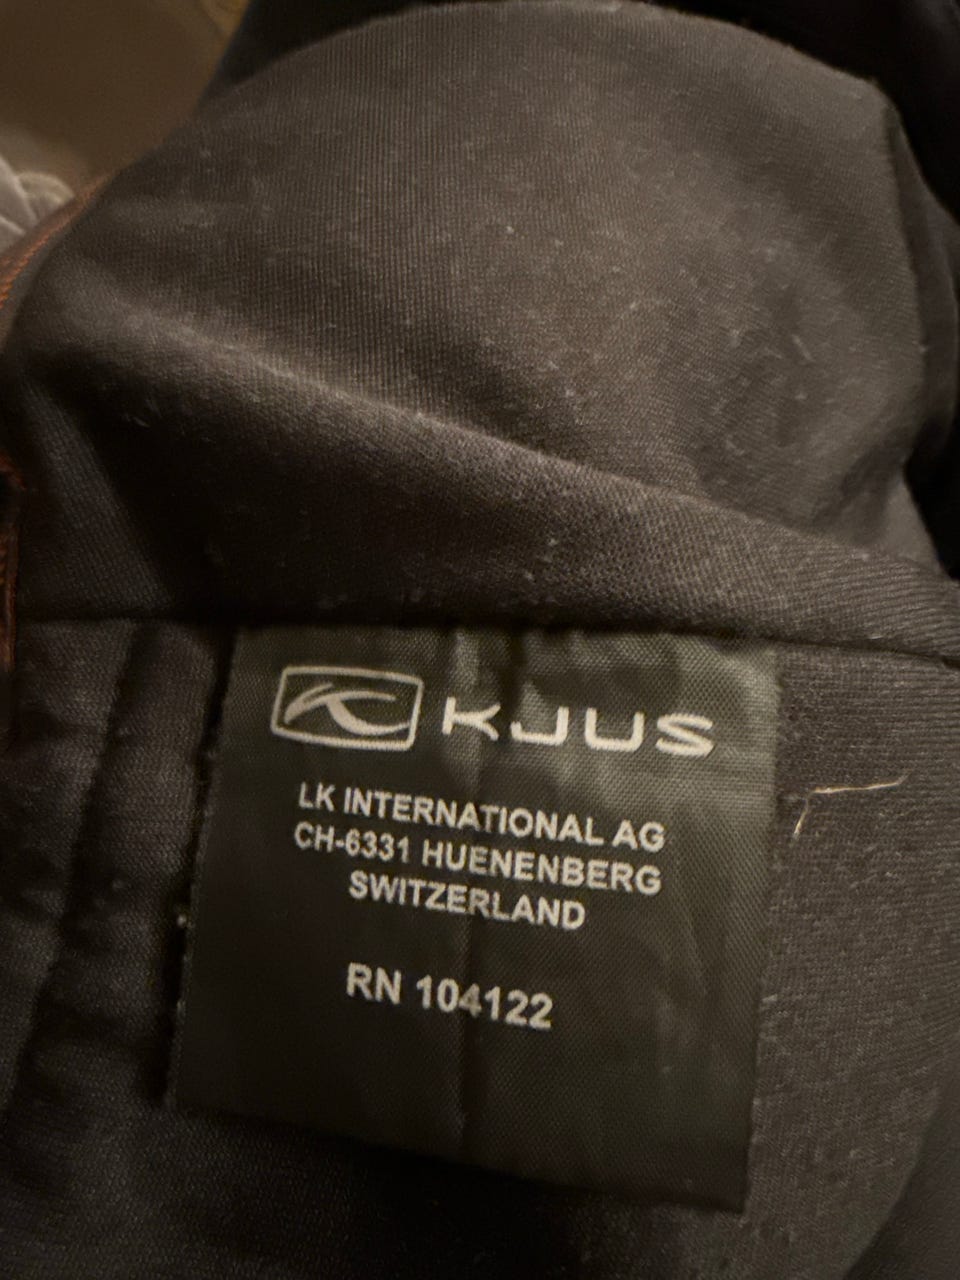 KJUS
LK INTERNATIONAL AG
CH-6331 HUENENBERG
SWITZERLAND
RN 104122